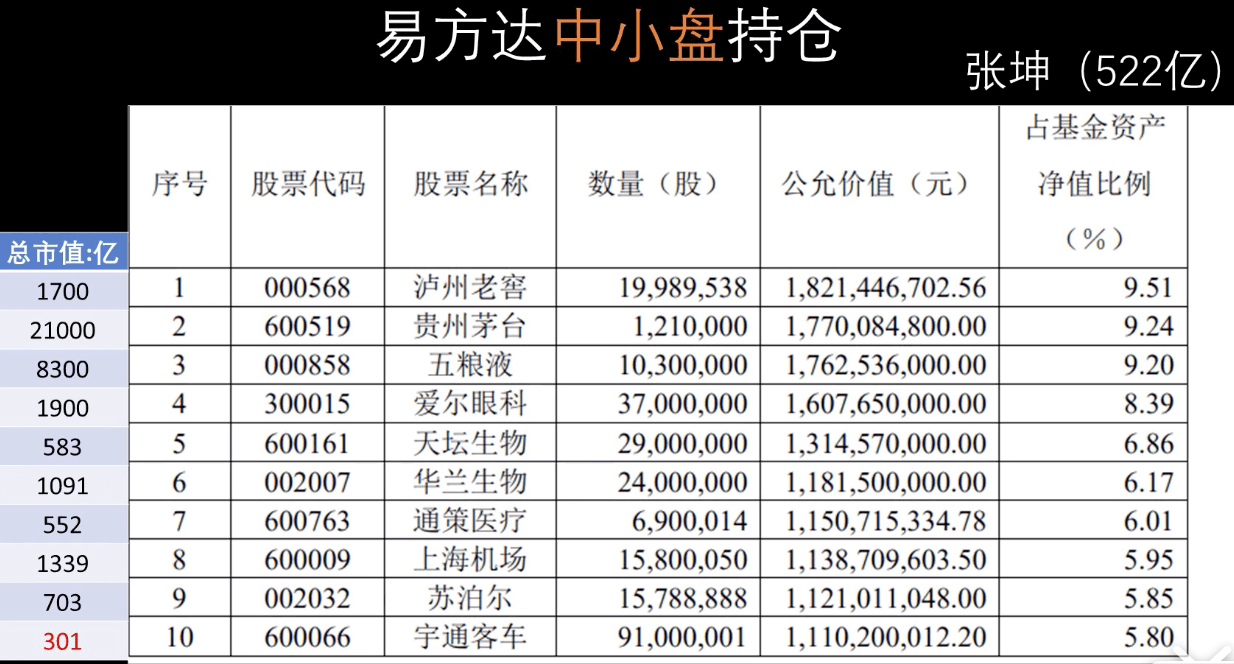 易方达中小盘持仓
张坤（522亿）
总市值:亿 序号 股票代码 股票名称 数量（股） 公允价值（元） 占基金资产净值比例（%）
1700 1 000568 泸州老窖 19,989,538 1,821,446,702.56 9.51
21000 2 600519 贵州茅台 1,210,000 1,770,084,800.00 9.24
8300 3 000858 五粮液 10,300,000 1,762,536,000.00 9.20
1900 4 300015 爱尔眼科 37,000,000 1,607,650,000.00 8.39
583 5 600161 天坛生物 29,000,000 1,314,570,000.00 6.86
1091 6 002007 华兰生物 24,000,000 1,181,500,000.00 6.17
552 7 600763 通策医疗 6,900,014 1,150,715,334.78 6.01
1339 8 600009 上海机场 15,800,050 1,138,709,603.50 5.95
703 9 002032 苏泊尔 15,788,888 1,121,011,048.00 5.85
301 10 600066 宇通客车 91,000,001 1,110,200,012.20 5.80